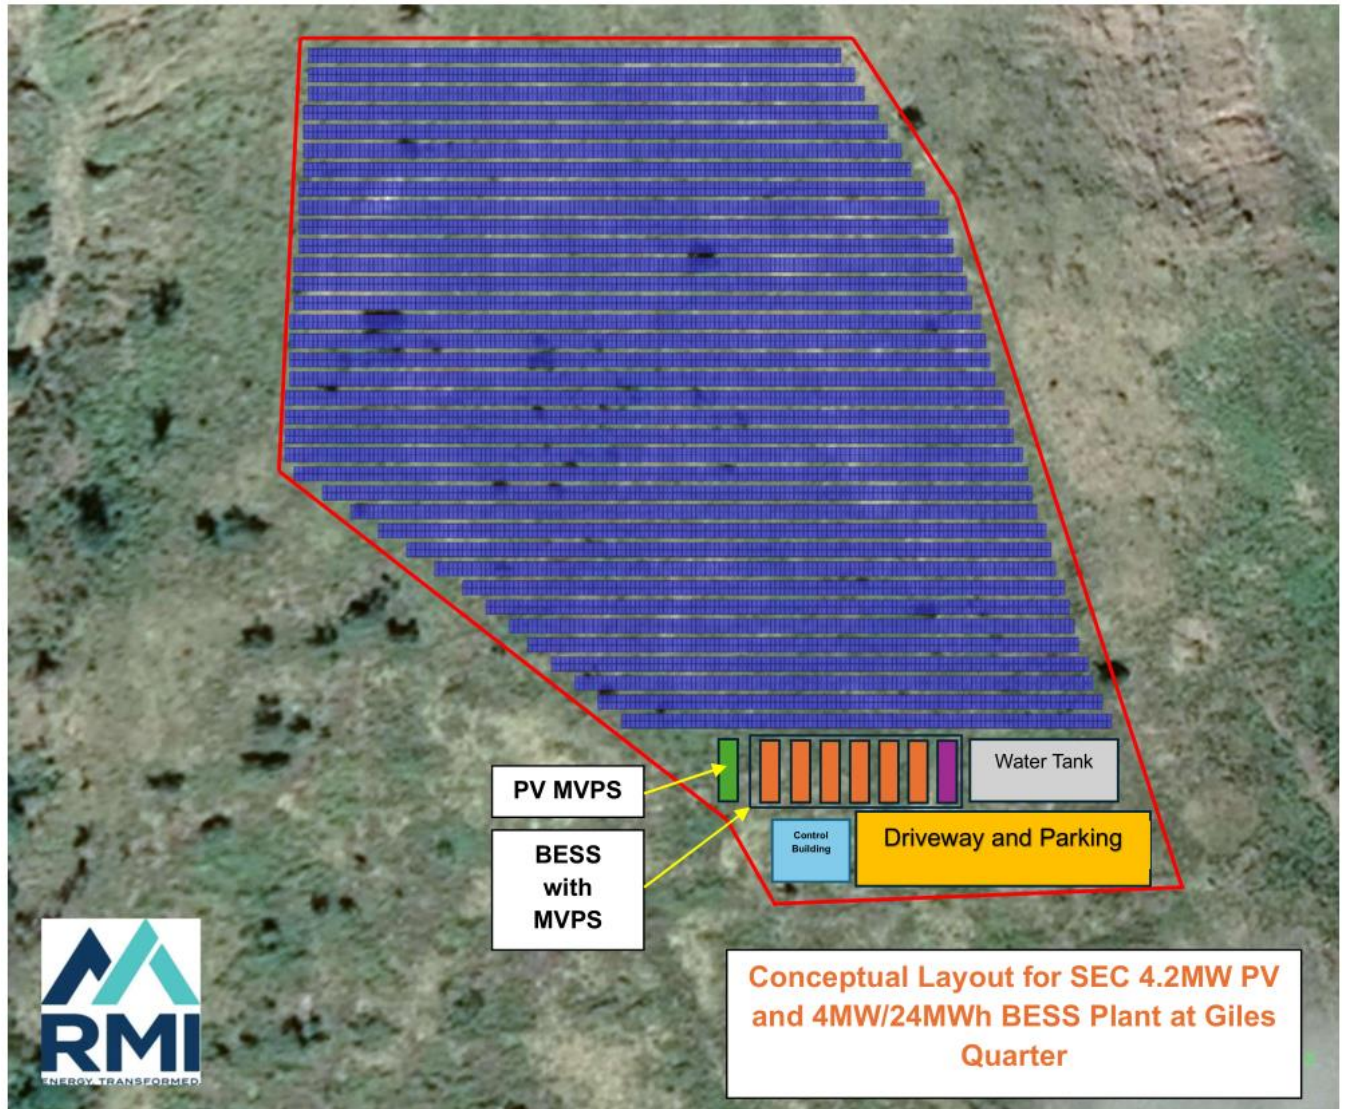 Water Tank
PV MVPS
Control
Building
Driveway and Parking
BESS
with
MVPS
RMI
ENERGY. TRANSFORMED.
Conceptual Layout for SEC 4.2MW PV
and 4MW/24MWh BESS Plant at Giles
Quarter